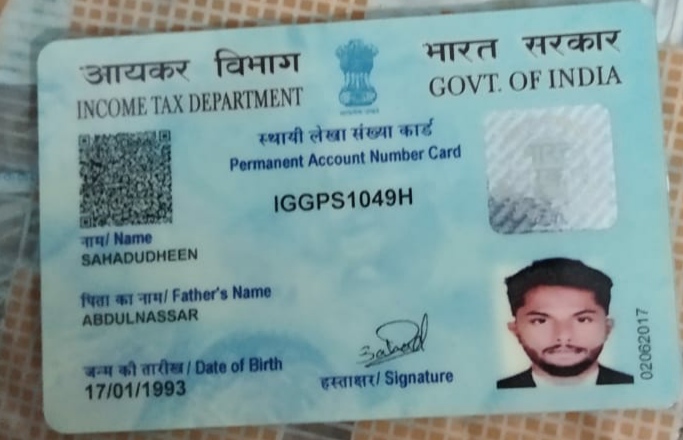 आयकर विभाग
INCOME TAX DEPARTMENT
भारत सरकार
GOVT. OF INDIA
स्थायी लेखा संख्या कार्ड
Permanent Account Number Card
IGGPS1049H
नाम/ Name
SAHADUDHEEN
पिता का नाम/ Father's Name
ABDULNASSAR
जन्म की तारीख/ Date of Birth
17/01/1993
हस्ताक्षर/ Signature
02062017